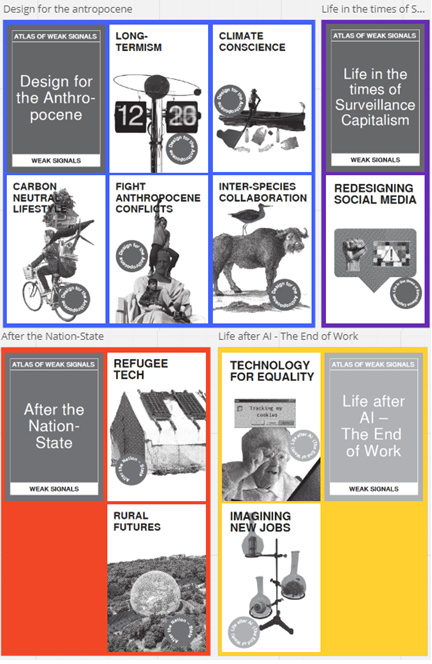 Design for the antropocene
ATLAS OF WEAK SIGNALS
Design for
the Anthro-
pocene
WEAK SIGNALS
LONG-
TERMISM
12
CLIMATE
CONSCIENCE
CARBON
NEUTRAL
LIFESTYLE
FIGHT
ANTHROPOCENE
CONFLICTS
INTER-SPECIES
COLLABORATION
Life in the times of S...
ATLAS OF WEAK SIGNALS
Life in the
times of
Surveillance
Capitalism
WEAK SIGNALS
REDESIGNING
SOCIAL MEDIA
After the Nation-State
ATLAS OF WEAK SIGNALS
After the
Nation-
State
WEAK SIGNALS
REFUGEE
TECH
RURAL
FUTURES
Life after AI - The End of Work
TECHNOLOGY
FOR EQUALITY
Tracking my
cookies
ATLAS OF WEAK SIGNALS
Life after
AI –
The End
of Work
WEAK SIGNALS
IMAGINING
NEW JOBS